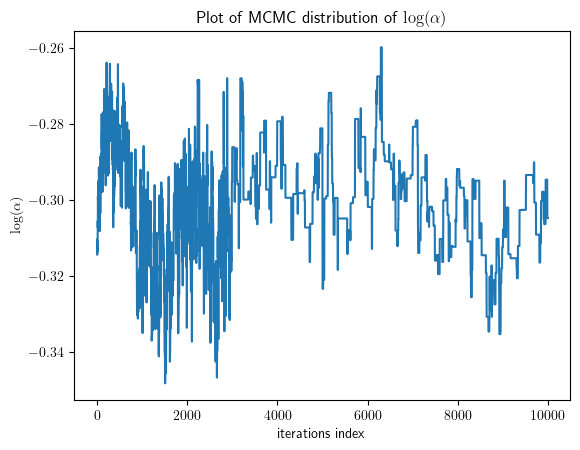 Plot of MCMC distribution of log(α)
−0.26
−0.28
−0.30
−0.32
−0.34
log(α)
0 2000 4000 6000 8000 10000
iterations index